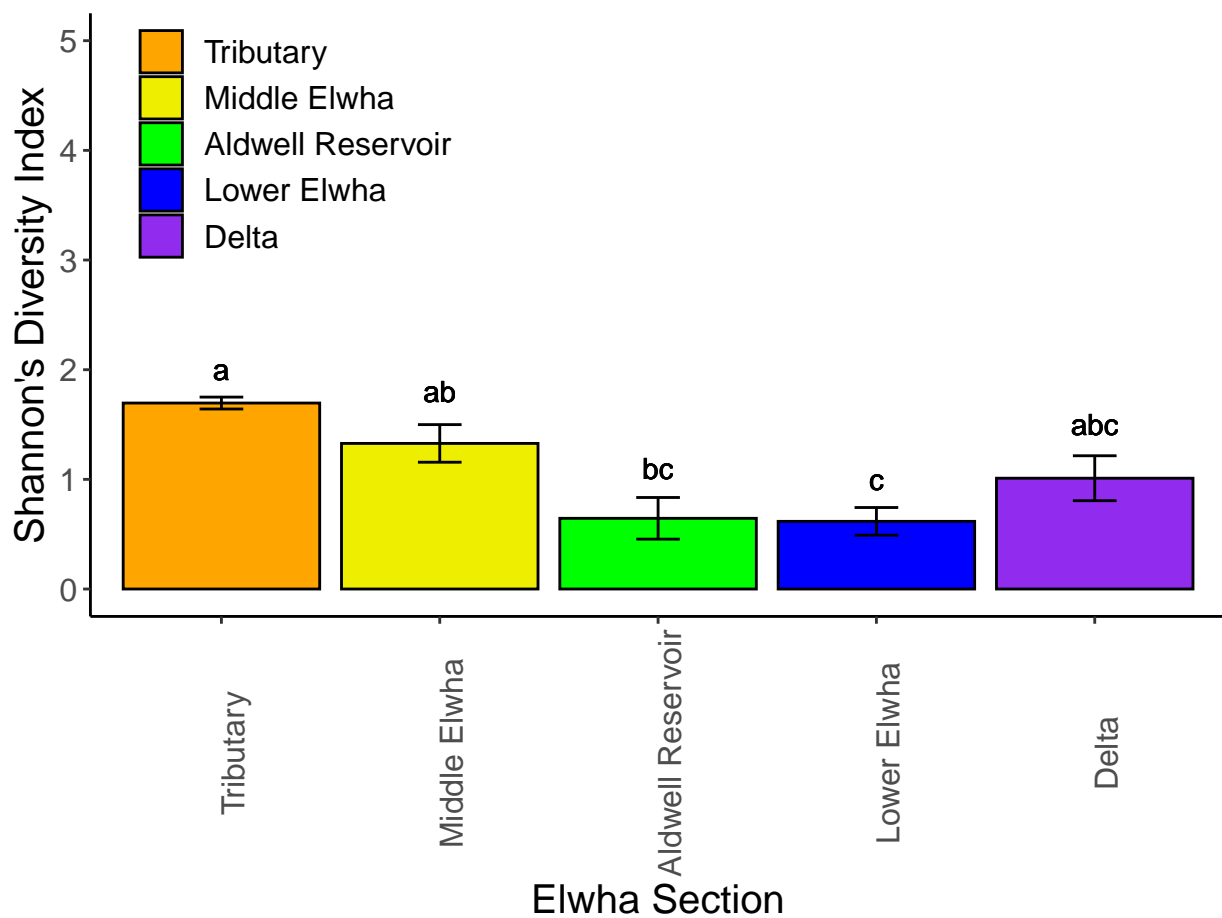 Shannon's Diversity Index
5
4
3
2
1
0
Tributary
Middle Elwha
Aldwell Reservoir
Lower Elwha
Delta
a
ab
bc
c
abc
Tributary
Middle Elwha
Aldwell Reservoir
Lower Elwha
Delta
Elwha Section